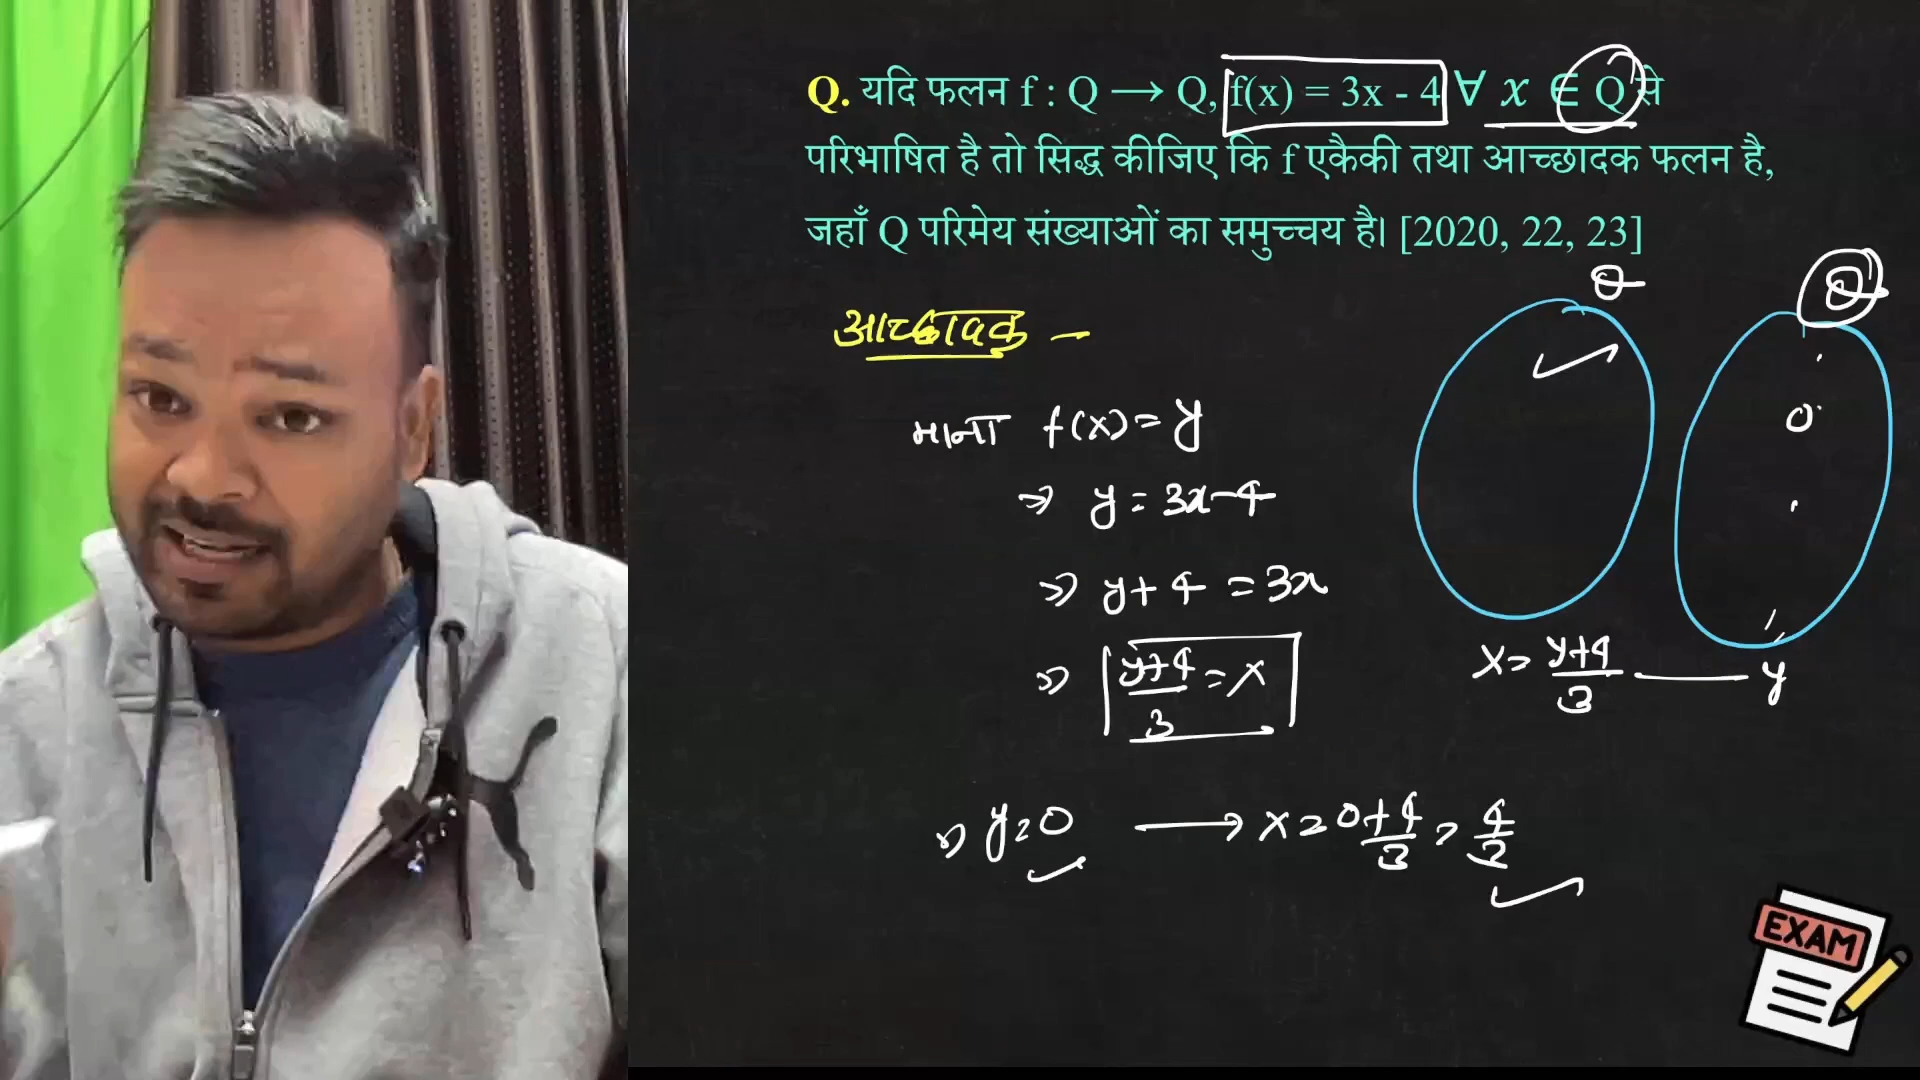 Q. यदि फलन f : Q ⟶ Q, f(x) = 3x - 4 ∀ x ∈ Q से
परिभाषित है तो सिद्ध कीजिए कि f एकैकी तथा आच्छादक फलन है,
जहाँ Q परिमेय संख्याओं का समुच्चय है। [2020, 22, 23]
Q
Q
आच्छादक -
माना f(x) = y
⇒ y = 3x-4
⇒ y+4 = 3x
⇒ y+4/3 = x
0
x = y+4/3 — y
⇒ y = 0 ⟶ x = 0+4/3 = 4/3
EXAM